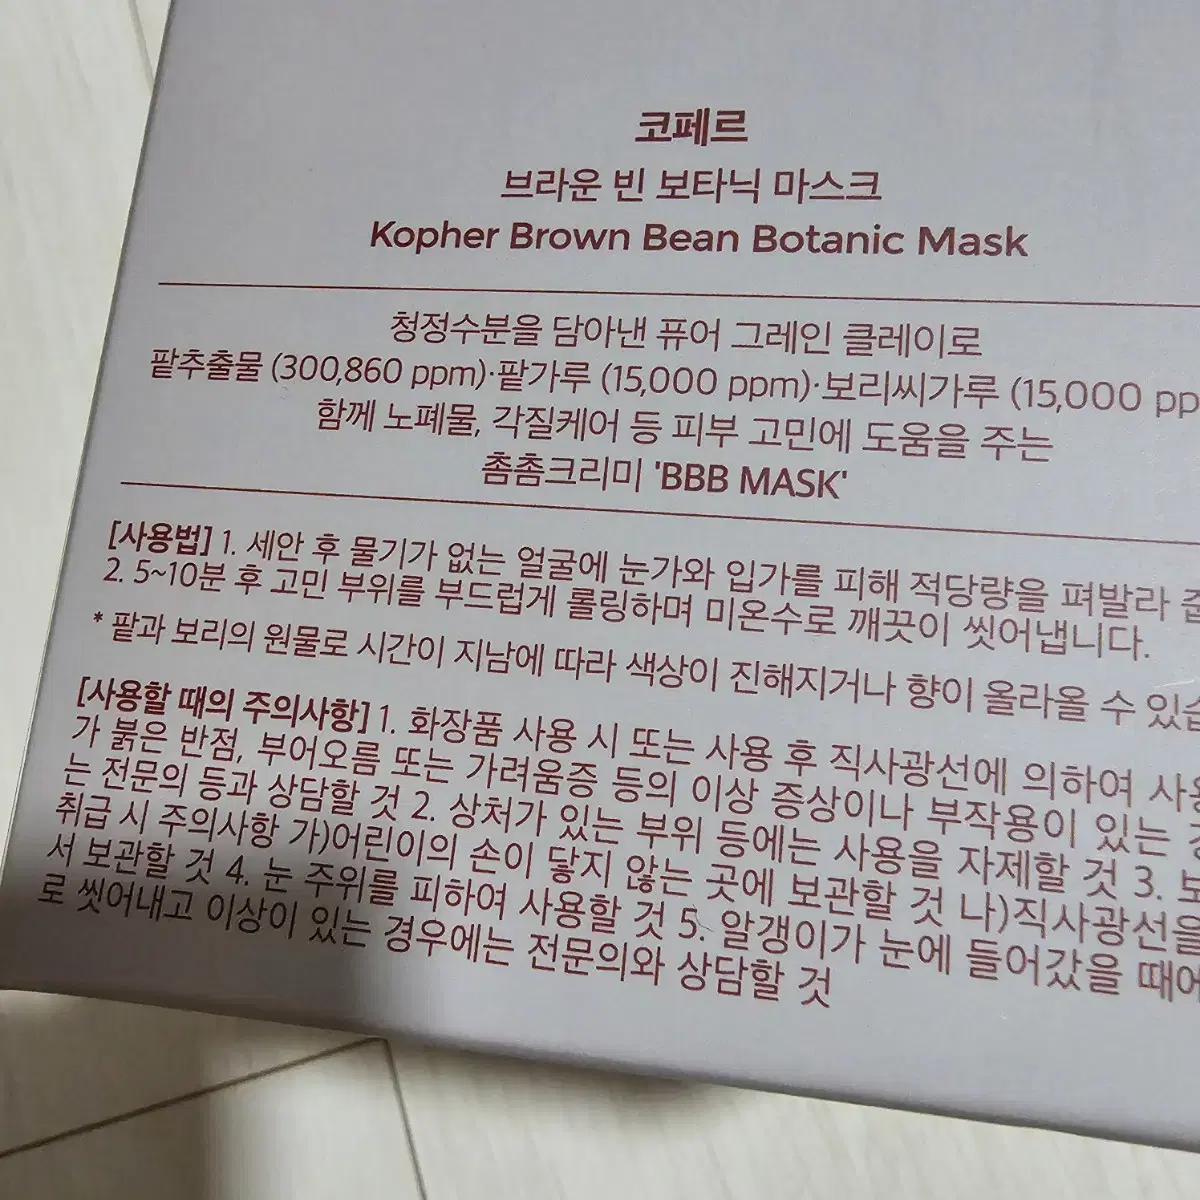 코페르
브라운 빈 보타닉 마스크
Kopher Brown Bean Botanic Mask
청정수분을 담아낸 퓨어 그레인 클레이로
팥추출물 (300,860 ppm)·팥가루 (15,000 ppm)·보리씨가루 (15,000 pp
함께 노폐물, 각질케어 등 피부 고민에 도움을 주는
촘촘크리미 'BBB MASK'
[사용법] 1. 세안 후 물기가 없는 얼굴에 눈가와 입가를 피해 적당량을 펴발라 줍
2. 5~10분 후 고민 부위를 부드럽게 롤링하며 미온수로 깨끗이 씻어냅니다.
* 팥과 보리의 원물로 시간이 지남에 따라 색상이 진해지거나 향이 올라올 수 있습
[사용할 때의 주의사항] 1. 화장품 사용 시 또는 사용 후 직사광선에 의하여 사용
가 붉은 반점, 부어오름 또는 가려움증 등의 이상 증상이나 부작용이 있는 경
는 전문의 등과 상담할 것 2. 상처가 있는 부위 등에는 사용을 자제할 것 3. 보
취급 시 주의사항 가)어린이의 손이 닿지 않는 곳에 보관할 것 나)직사광선을
서 보관할 것 4. 눈 주위를 피하여 사용할 것 5. 알갱이가 눈에 들어갔을 때에
로 씻어내고 이상이 있는 경우에는 전문의와 상담할 것